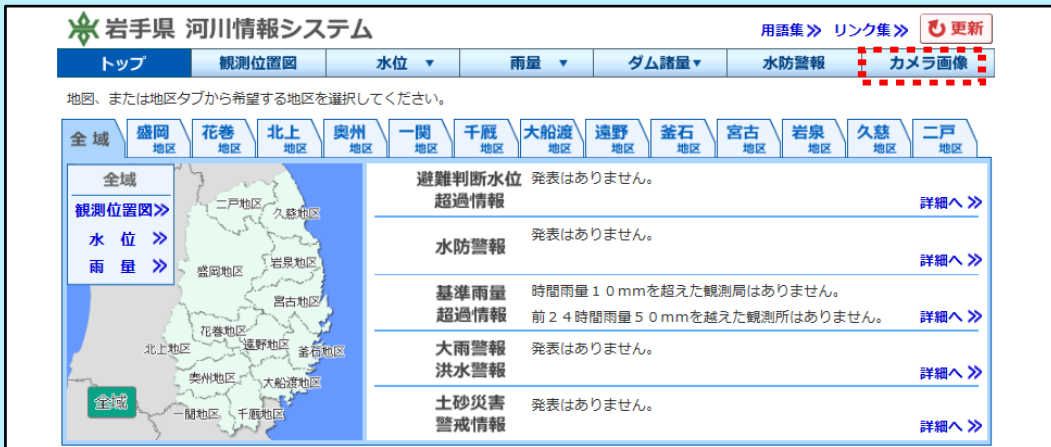 岩手県 河川情報システム
用語集≫ リンク集≫ 更新
トップ 観測位置図 水位 ▼ 雨量 ▼ ダム諸量▼ 水防警報 カメラ画像
地図、または地区タブから希望する地区を選択してください。
全域 盛岡地区 花巻地区 北上地区 奥州地区 一関地区 千厩地区 大船渡地区 遠野地区 釜石地区 宮古地区 岩泉地区 久慈地区 二戸地区
全域
観測位置図≫
水 位 ≫
雨 量 ≫
二戸地区
久慈地区
盛岡地区
岩泉地区
宮古地区
花巻地区
北上地区
遠野地区
釜石地区
奥州地区
大船渡地区
一関地区
千厩地区
全域
避難判断水位
超過情報
発表はありません。
詳細へ ≫
水防警報
発表はありません。
詳細へ ≫
基準雨量
超過情報
時間雨量10mmを超えた観測局はありません。
前24時間雨量50mmを越えた観測所はありません。
詳細へ ≫
大雨警報
洪水警報
発表はありません。
詳細へ ≫
土砂災害
警戒情報
発表はありません。
詳細へ ≫